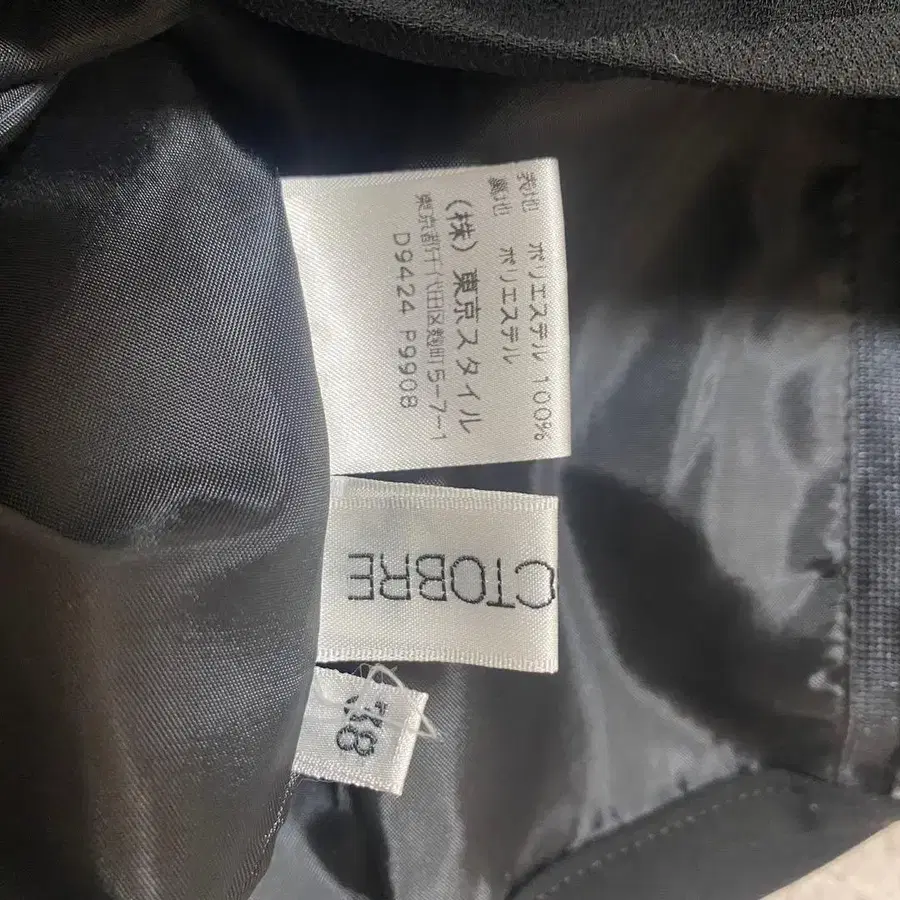 表地 ポリエステル 100%
裏地 ポリエステル
(株) 東京スタイル
東京都千代田区麹町5-7-1
D9424 P9908
CTOBRE
38